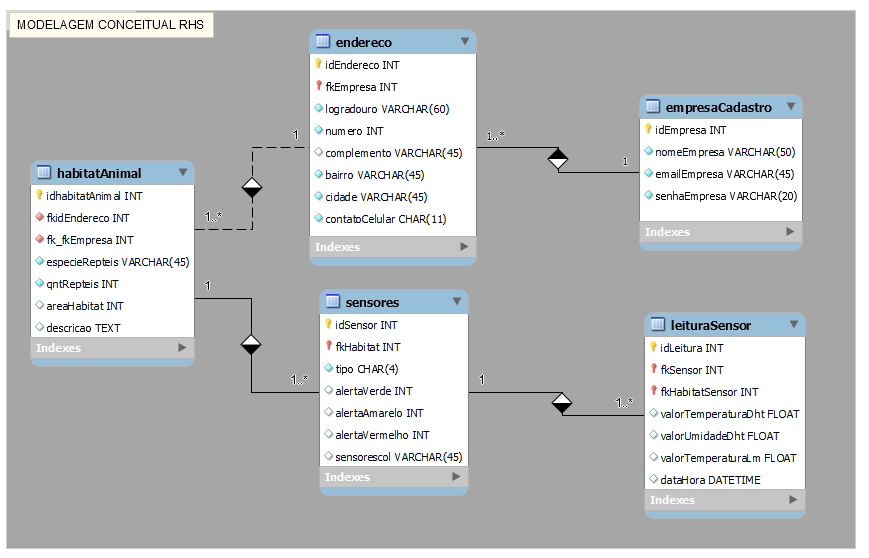 MODELAGEM CONCEITUAL RHS
endereco
idEndereco INT
fkEmpresa INT
logradouro VARCHAR(60)
numero INT
complemento VARCHAR(45)
bairro VARCHAR(45)
cidade VARCHAR(45)
contatoCelular CHAR(11)
Indexes
1..*
1
empresaCadastro
idEmpresa INT
nomeEmpresa VARCHAR(50)
emailEmpresa VARCHAR(45)
senhaEmpresa VARCHAR(20)
Indexes
1
1..*
habitatAnimal
idhabitatAnimal INT
fkidEndereco INT
fk_fkEmpresa INT
especieRepteis VARCHAR(45)
qntRepteis INT
areaHabitat INT
descricao TEXT
Indexes
1
1..*
sensores
idSensor INT
fkHabitat INT
tipo CHAR(4)
alertaVerde INT
alertaAmarelo INT
alertaVermelho INT
sensorescol VARCHAR(45)
Indexes
1
1..*
leituraSensor
idLeitura INT
fkSensor INT
fkHabitatSensor INT
valorTemperaturaDht FLOAT
valorUmidadeDht FLOAT
valorTemperaturaLm FLOAT
dataHora DATETIME
Indexes